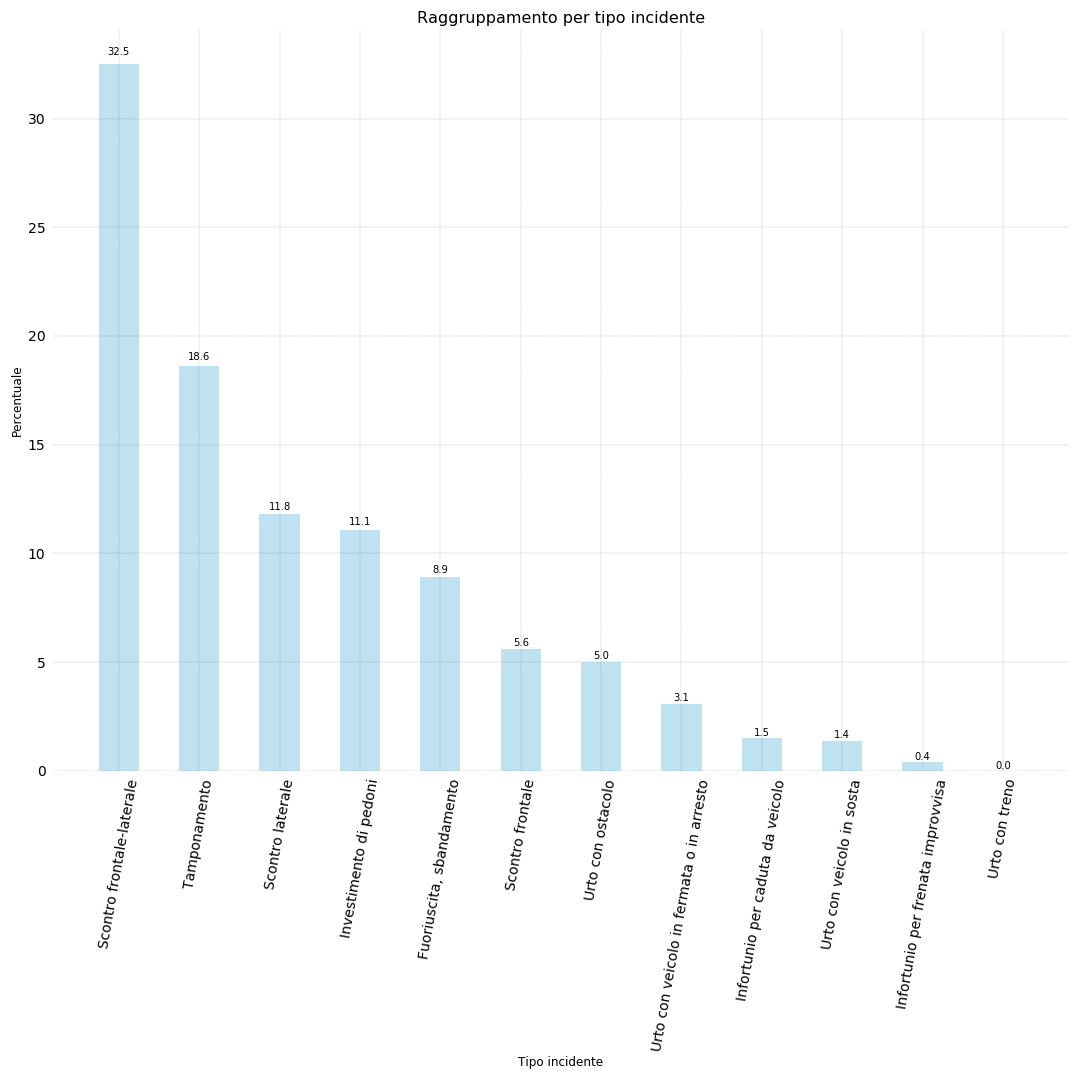 Raggruppamento per tipo incidente
Percentuale
30
25
20
15
10
5
0
32.5
18.6
11.8
11.1
8.9
5.6
5.0
3.1
1.5
1.4
0.4
0.0
Scontro frontale-laterale
Tamponamento
Scontro laterale
Investimento di pedoni
Fuoriuscita, sbandamento
Scontro frontale
Urto con ostacolo
Urto con veicolo in fermata o in arresto
Infortunio per caduta da veicolo
Urto con veicolo in sosta
Infortunio per frenata improvvisa
Urto con treno
Tipo incidente